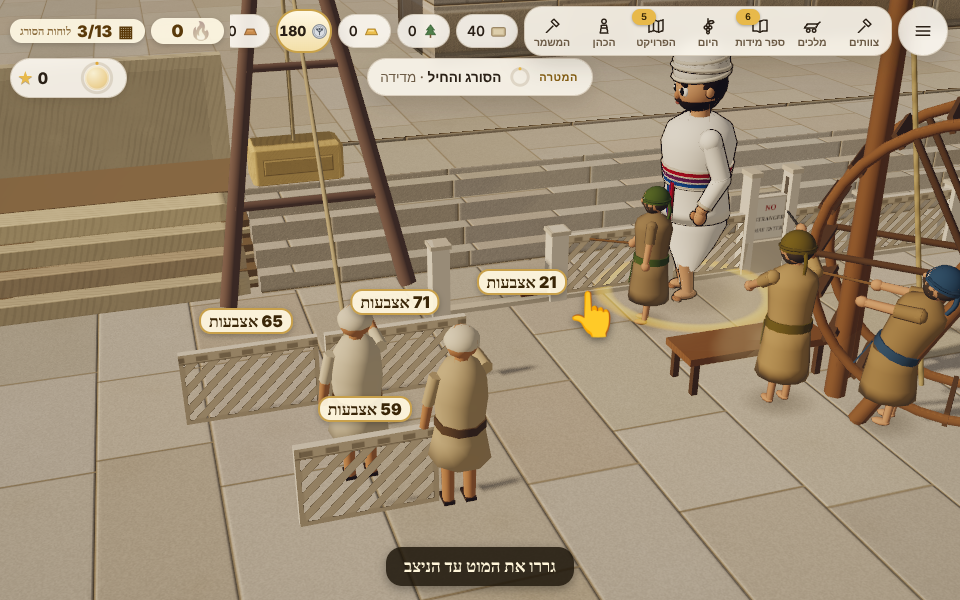 צוותים
מלכים
ספר מידות
6
היום
הפרויקט
5
הכהן
המשמר
40
0
0
180
0
0
3/13 לוחות הסורג
0
המטרה הסורג והחיל · מדידה
NO
STRANGER
21 אצבעות
71 אצבעות
65 אצבעות
59 אצבעות
גררו את המוט עד הניצב